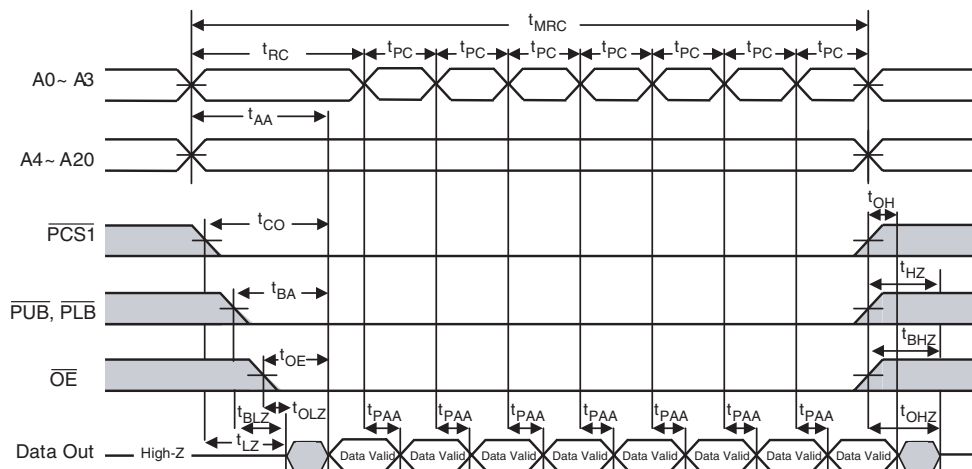 tMRC
tRC tPC tPC tPC tPC tPC tPC tPC
A0~ A3
tAA
A4~ A20
tOH
tCO
PCS1
tHZ
tBA
PUB, PLB
tBHZ
tOE
OE
tOLZ
tBLZ tPAA tPAA tPAA tPAA tPAA tPAA tPAA tOHZ
tLZ
Data Out High-Z Data Valid Data Valid Data Valid Data Valid Data Valid Data Valid Data Valid Data Valid